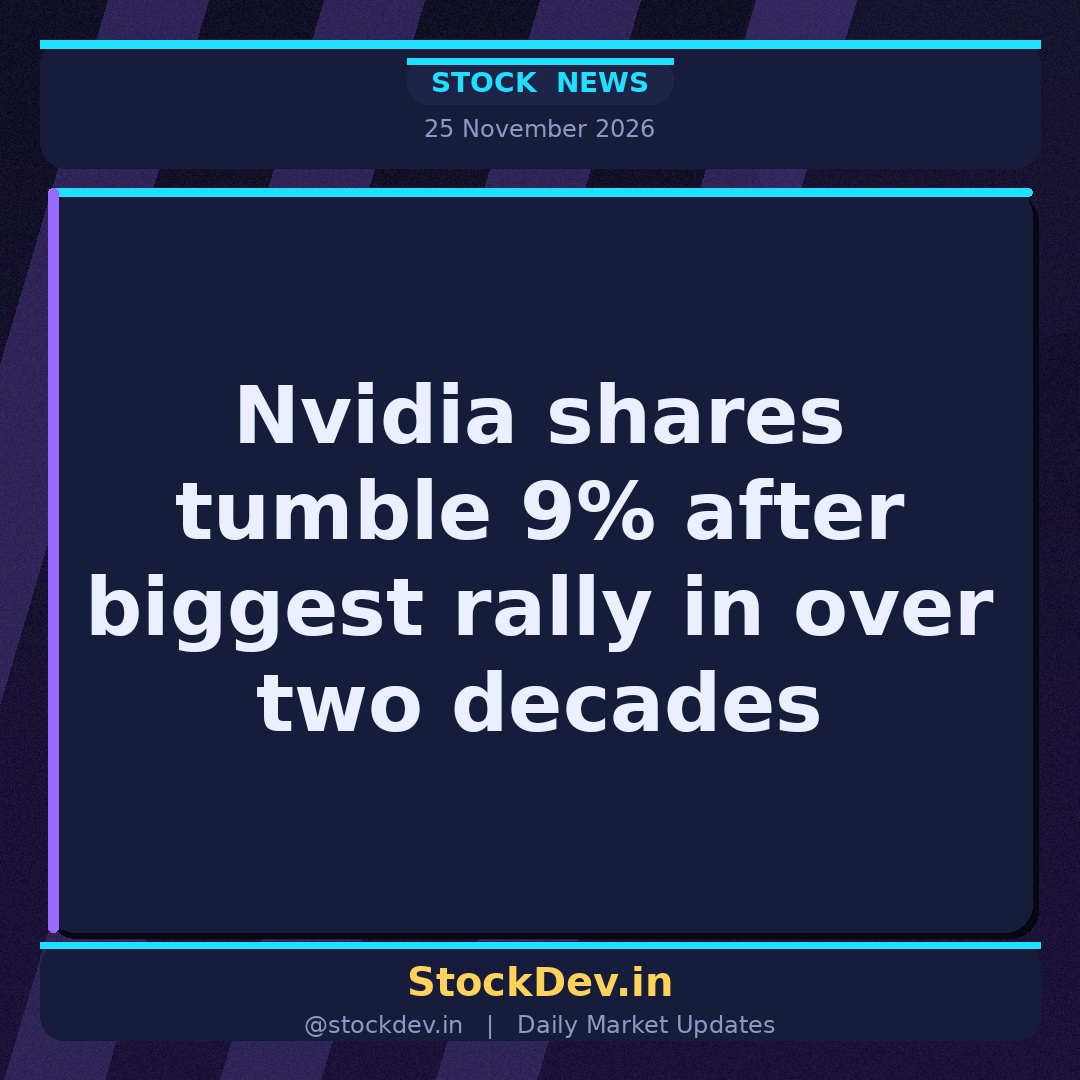 STOCK NEWS
25 November 2026
Nvidia shares
tumble 9% after
biggest rally in over
two decades
StockDev.in
@stockdev.in | Daily Market Updates